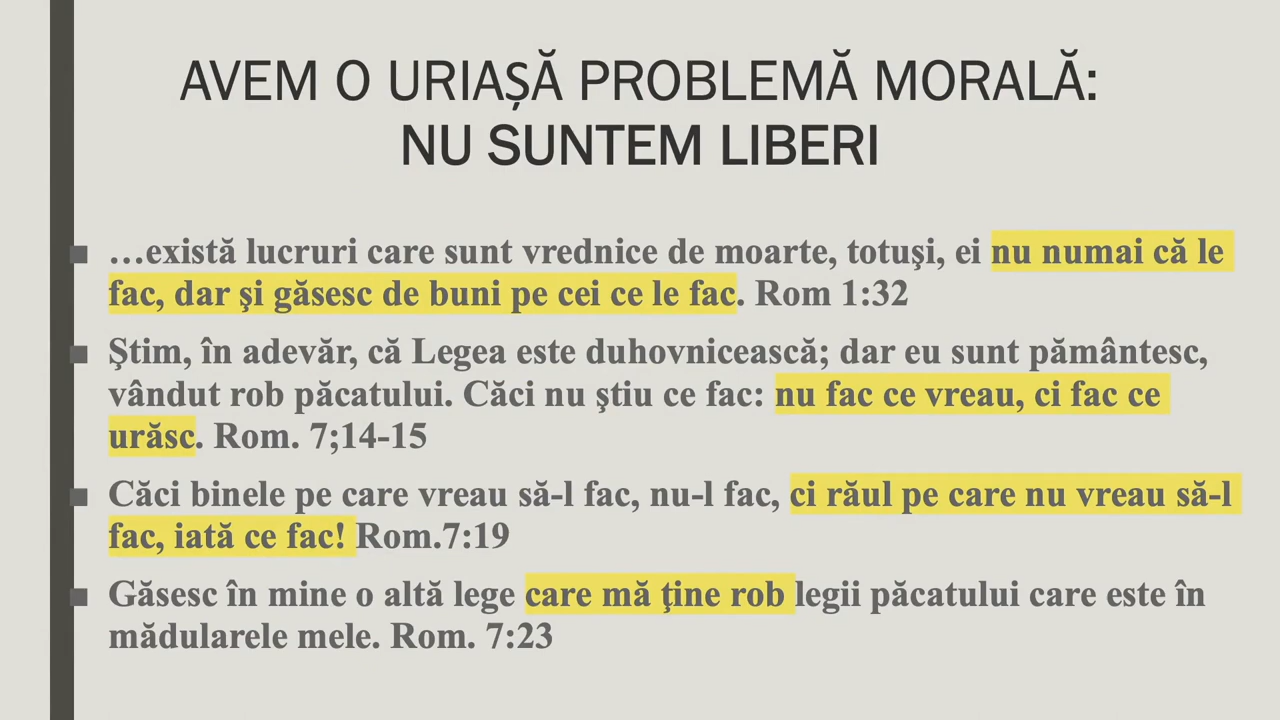 AVEM O URIAȘĂ PROBLEMĂ MORALĂ:
NU SUNTEM LIBERI
…există lucruri care sunt vrednice de moarte, totuşi, ei nu numai că le
fac, dar şi găsesc de buni pe cei ce le fac. Rom 1:32
Ştim, în adevăr, că Legea este duhovnicească; dar eu sunt pământesc,
vândut rob păcatului. Căci nu ştiu ce fac: nu fac ce vreau, ci fac ce
urăsc. Rom. 7;14-15
Căci binele pe care vreau să-l fac, nu-l fac, ci răul pe care nu vreau să-l
fac, iată ce fac! Rom.7:19
Găsesc în mine o altă lege care mă ţine rob legii păcatului care este în
mădularele mele. Rom. 7:23